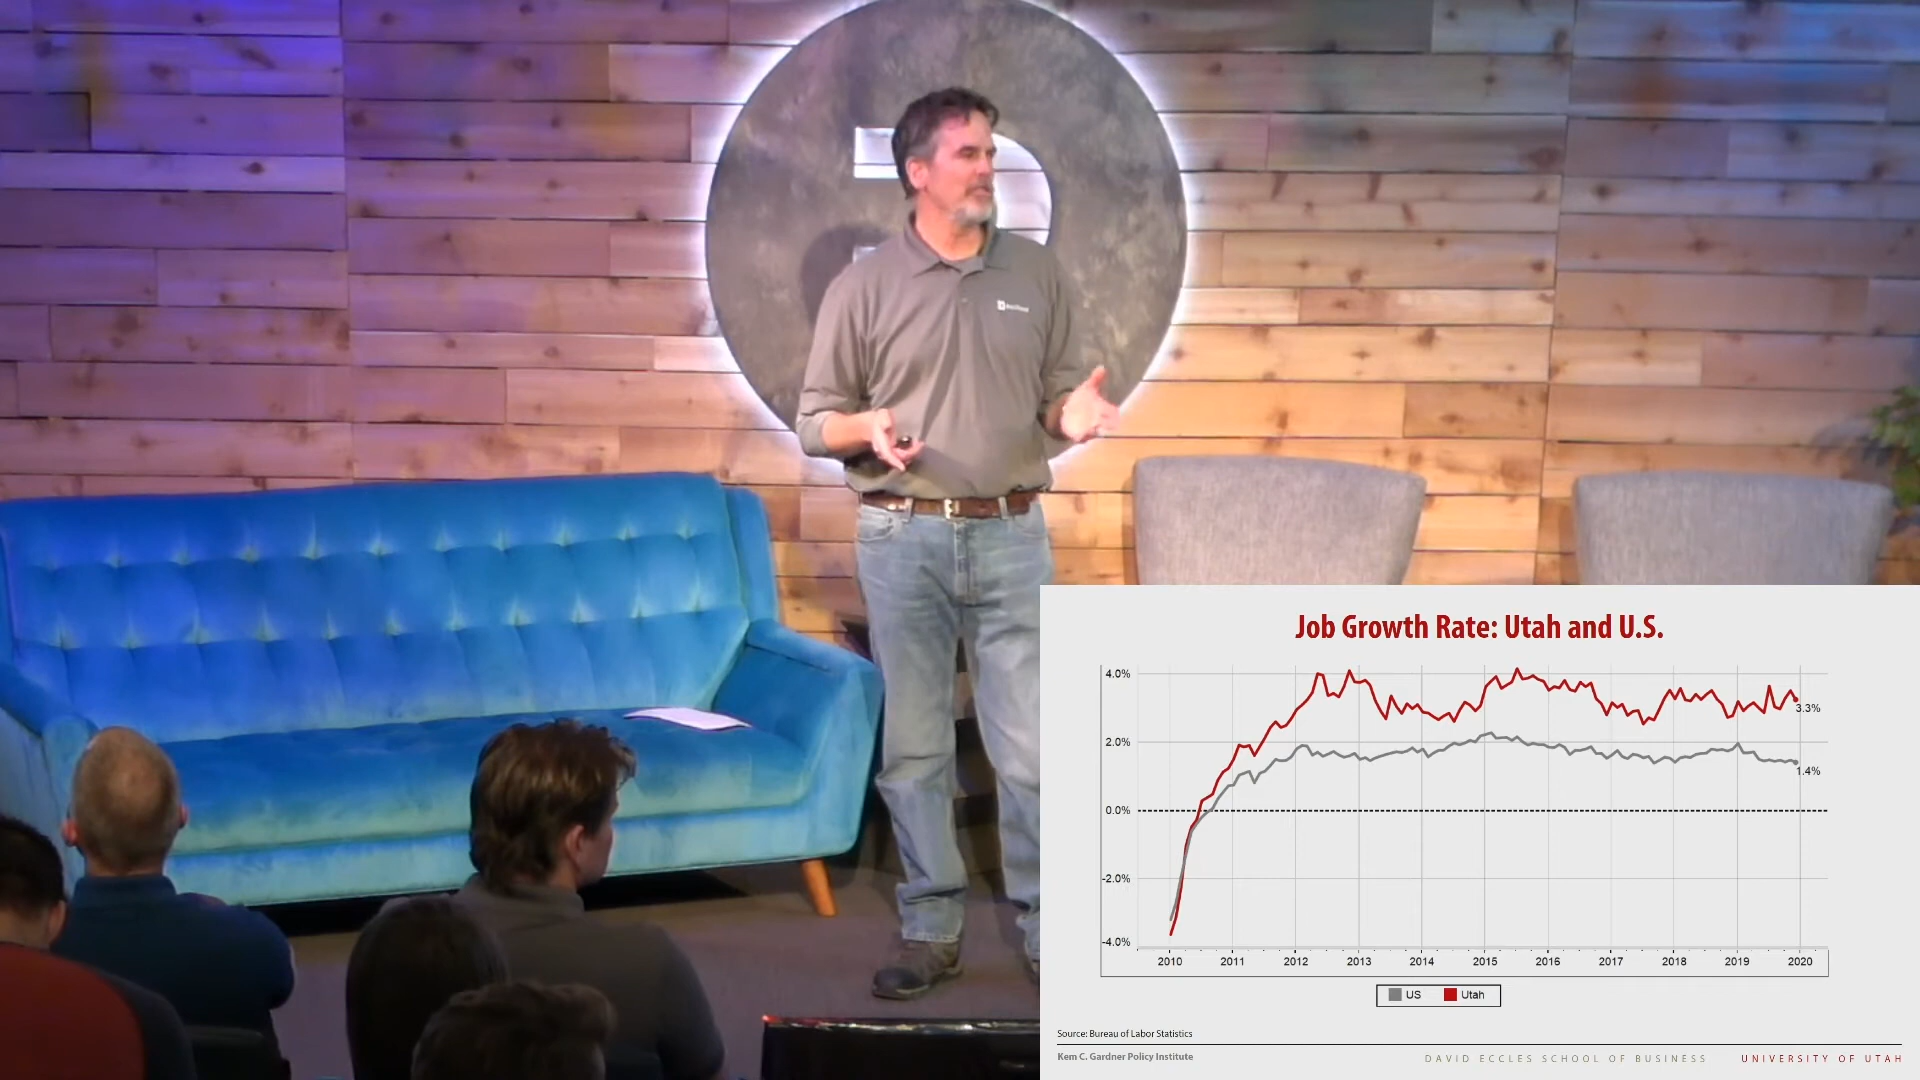 Job Growth Rate: Utah and U.S.
4.0%
3.3%
2.0%
1.4%
0.0%
-2.0%
-4.0%
2010 2011 2012 2013 2014 2015 2016 2017 2018 2019 2020
US Utah
Source: Bureau of Labor Statistics
Kem C. Gardner Policy Institute DAVID ECCLES SCHOOL OF BUSINESS UNIVERSITY OF UTAH